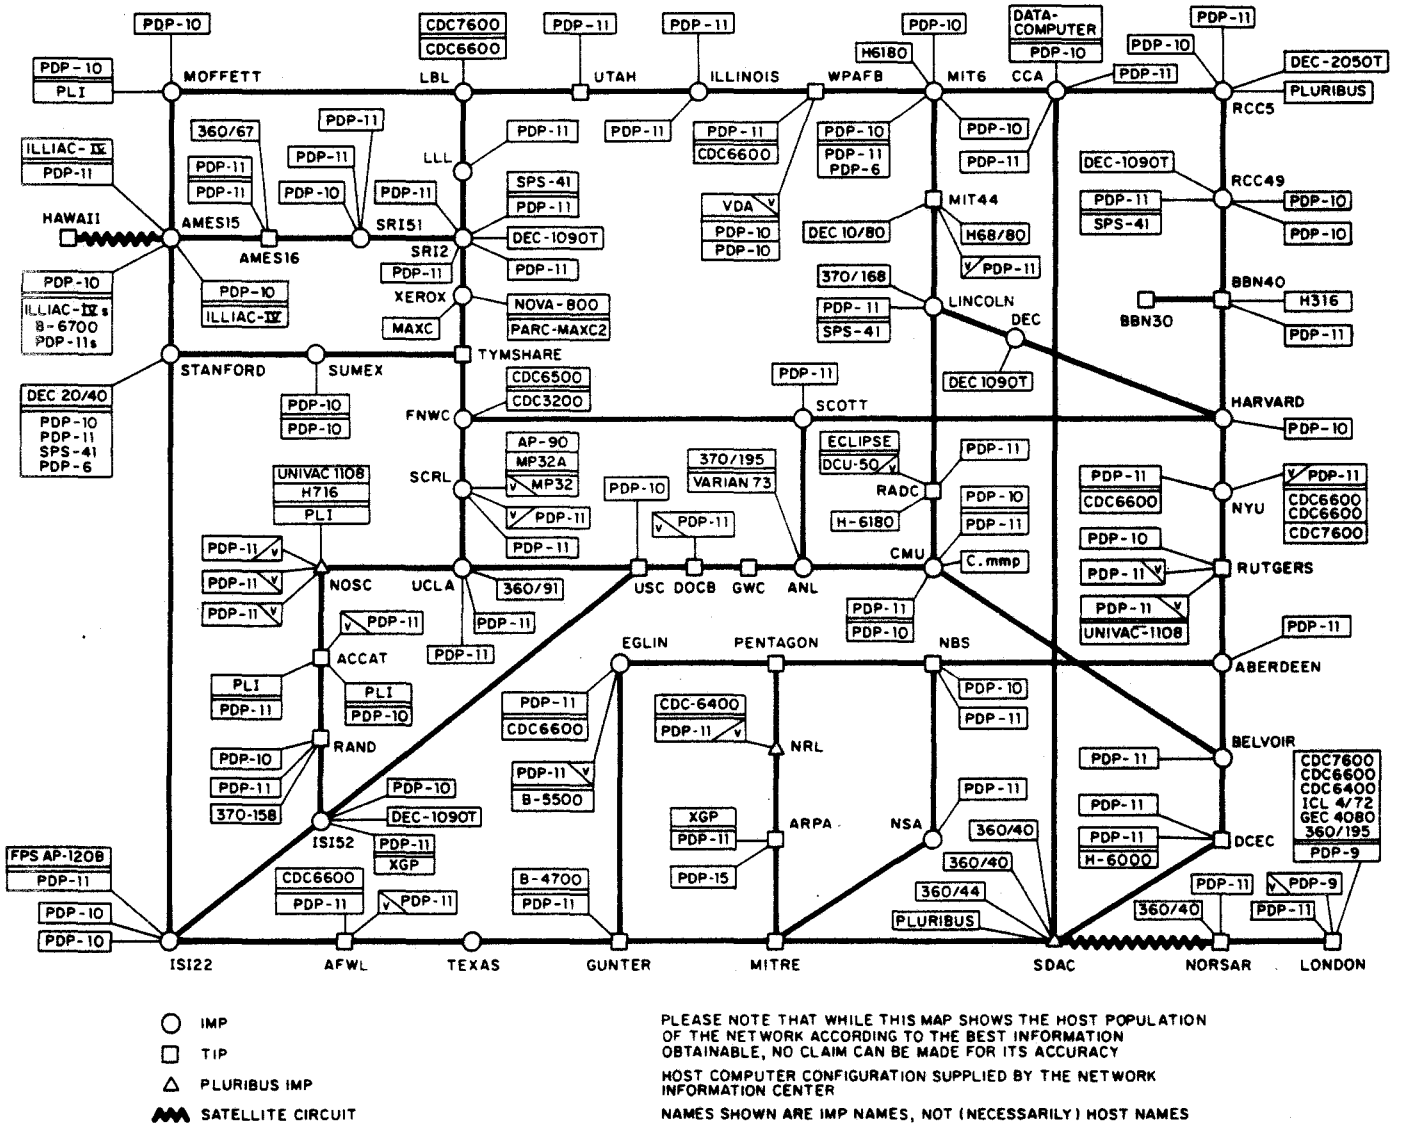 PDP-10
CDC7600
CDC6600
PDP-11
PDP-11
PDP-10
DATA-
COMPUTER
PDP-10
PDP-11
PDP-10
PLI
MOFFETT
LBL
UTAH
ILLINOIS
WPAFB
H6180
MIT6
CCA
PDP-11
PDP-10
DEC-2050T
PLURIBUS
RCC5
360/67
PDP-11
PDP-11
PDP-11
PDP-11
CDC6600
PDP-10
PDP-11
PDP-6
PDP-10
PDP-11
ILLIAC-IV
PDP-11
PDP-11
PDP-11
PDP-11
PDP-10
PDP-11
LLL
SPS-41
PDP-11
DEC-1090T
PDP-11
SPS-41
RCC49
PDP-10
PDP-10
HAWAII
AMES15
AMES16
SRI51
SRI2
DEC-1090T
PDP-11
PDP-11
VDA V
PDP-10
PDP-10
MIT44
DEC 10/80
H68/80
V PDP-11
PDP-10
ILLIAC-IVs
B-6700
PDP-11s
PDP-10
ILLIAC-IV
XEROX
MAXC
NOVA-800
PARC-MAXC2
370/168
PDP-11
SPS-41
LINCOLN
DEC
DEC 1090T
BBN40
BBN30
H316
PDP-11
STANFORD
SUMEX
TYMSHARE
DEC 20/40
PDP-10
PDP-11
SPS-41
PDP-6
PDP-10
PDP-10
CDC6500
CDC3200
FNWC
PDP-11
SCOTT
HARVARD
PDP-10
UNIVAC 1108
H716
PLI
SCRL
AP-90
MP32A
V MP32
V PDP-11
PDP-11
370/195
VARIAN 73
ECLIPSE
DCU-50 V
PDP-11
RADC
H-6180
PDP-11
CDC6600
NYU
V PDP-11
CDC6600
CDC6600
CDC7600
PDP-11 V
PDP-11 V
PDP-11 V
NOSC
UCLA
360/91
PDP-11
PDP-11
PDP-10
V PDP-11
USC
DOCB
GWC
ANL
CMU
PDP-10
PDP-11
C.mmp
PDP-11
PDP-10
PDP-10
PDP-11 V
PDP-11 V
UNIVAC-1108
RUTGERS
V PDP-11
ACCAT
PLI
PDP-11
PLI
PDP-10
EGLIN
PENTAGON
NBS
PDP-11
ABERDEEN
PDP-11
CDC6600
CDC-6400
PDP-11 V
NRL
PDP-10
PDP-11
RAND
PDP-10
PDP-11
370-158
PDP-11 V
B-5500
BELVOIR
PDP-11
CDC7600
CDC6600
CDC6400
ICL 4/72
GEC 4080
360/195
PDP-9
PDP-10
DEC-1090T
PDP-11
XGP
ISI52
XGP
PDP-11
PDP-15
ARPA
NSA
PDP-11
PDP-11
PDP-11
H-6000
DCEC
FPS AP-120B
PDP-11
PDP-10
PDP-10
CDC6600
PDP-11
V PDP-11
B-4700
PDP-11
360/40
360/40
360/44
PLURIBUS
PDP-11
360/40
V PDP-9
PDP-11
ISI22
AFWL
TEXAS
GUNTER
MITRE
SDAC
NORSAR
LONDON
IMP
TIP
PLURIBUS IMP
SATELLITE CIRCUIT
PLEASE NOTE THAT WHILE THIS MAP SHOWS THE HOST POPULATION
OF THE NETWORK ACCORDING TO THE BEST INFORMATION
OBTAINABLE, NO CLAIM CAN BE MADE FOR ITS ACCURACY
HOST COMPUTER CONFIGURATION SUPPLIED BY THE NETWORK
INFORMATION CENTER
NAMES SHOWN ARE IMP NAMES, NOT (NECESSARILY) HOST NAMES